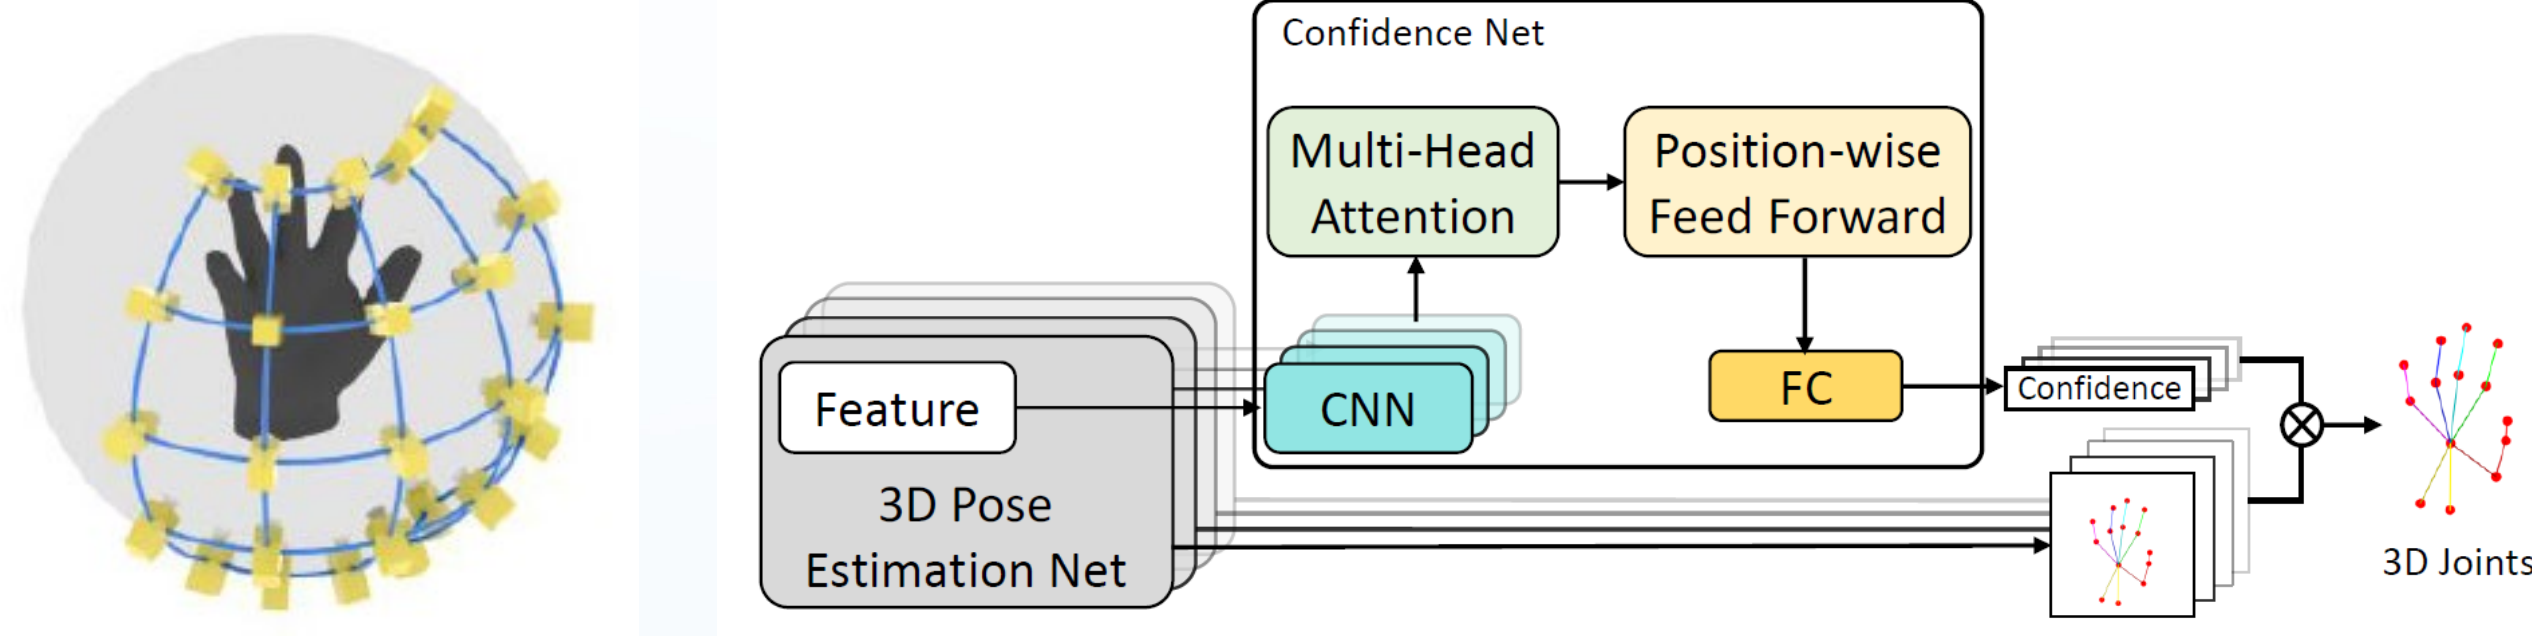 Confidence Net
Multi-Head
Attention
Position-wise
Feed Forward
Feature
CNN
FC
Confidence
3D Pose
Estimation Net
3D Joints